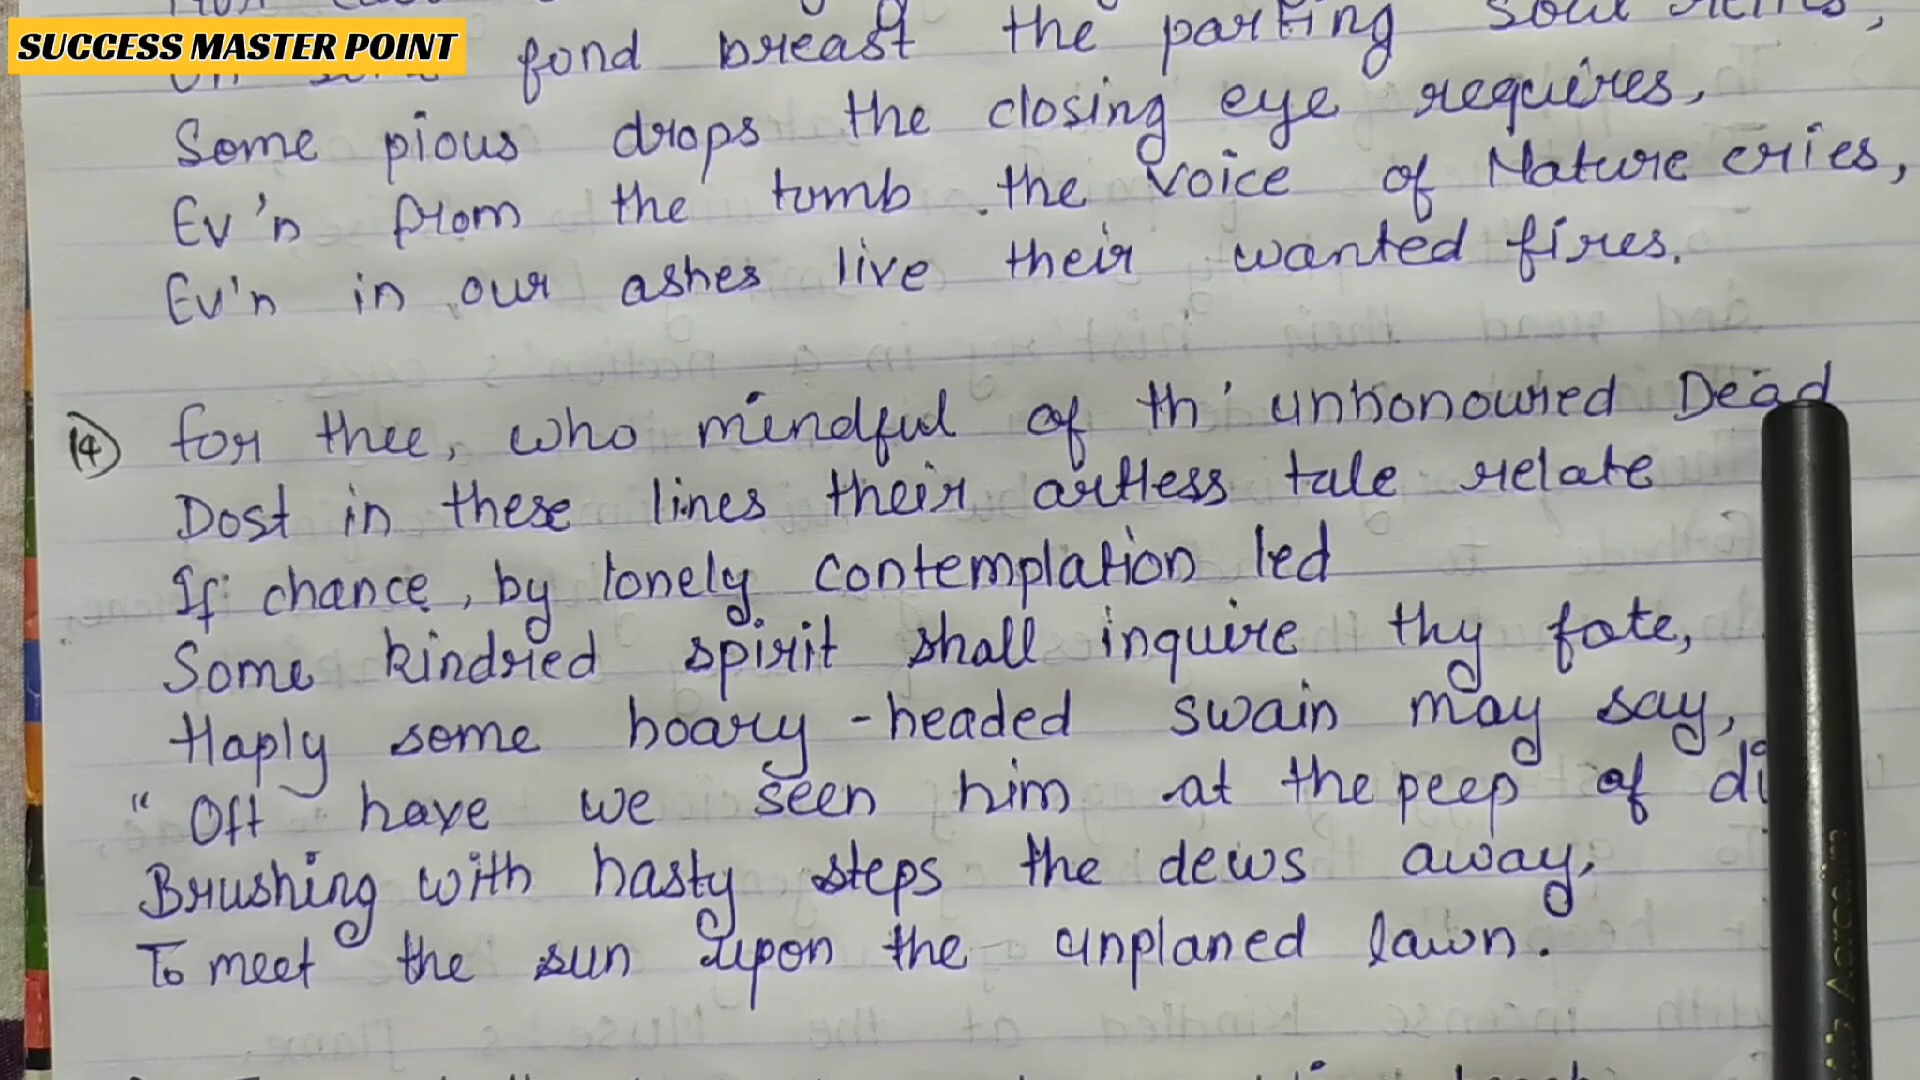 SUCCESS MASTER POINT
fond breast the parting soul relies,
Some pious drops the closing eye requires,
Ev'n from the tomb the voice of Nature cries,
Ev'n in our ashes live their wanted fires.
14 for thee, who mindful of th' unhonoured Dead
Dost in these lines their artless tale relate
If chance, by lonely contemplation led
Some kindred spirit shall inquire thy fate,
Haply some hoary-headed swain may say,
"Oft have we seen him at the peep of
Brushing with hasty steps the dews away,
To meet the sun upon the unplaned lawn.